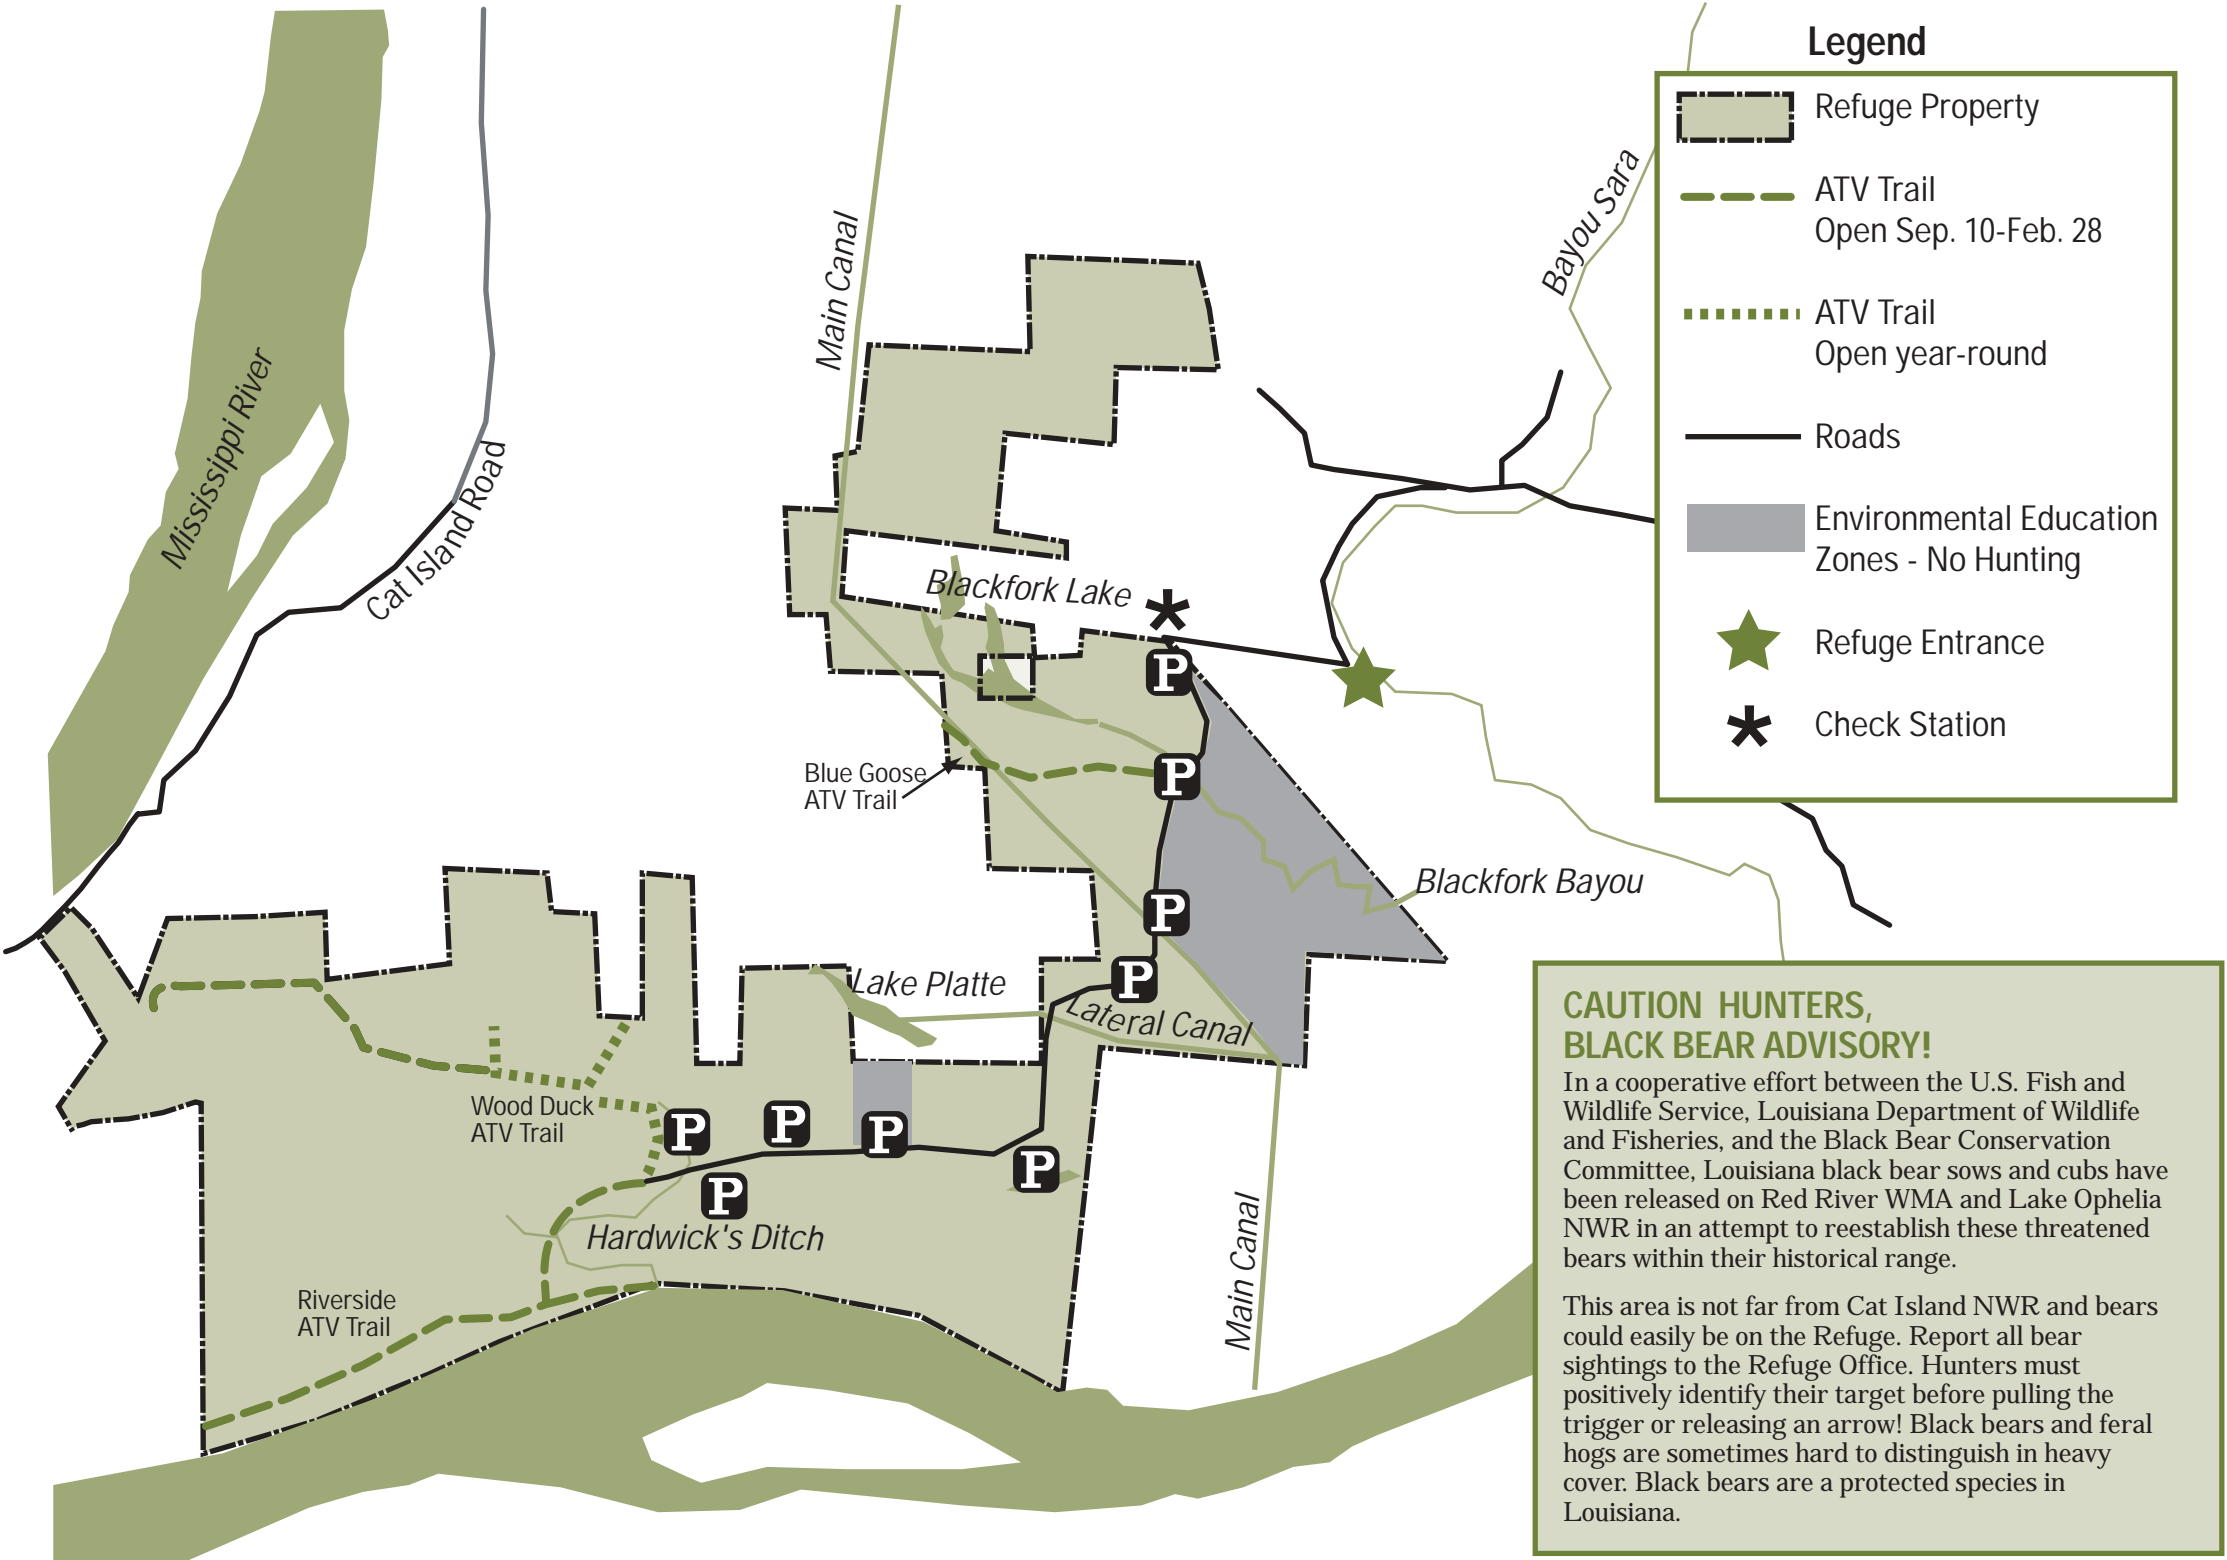 Legend
Refuge Property
ATV Trail
Open Sep. 10-Feb. 28
ATV Trail
Open year-round
Roads
Environmental Education
Zones - No Hunting
Refuge Entrance
Check Station
Bayou Sara
Main Canal
Mississippi River
Cat Island Road
Blackfork Lake
P
Blue Goose
ATV Trail
P
Blackfork Bayou
P
P
Lake Platte
Lateral Canal
Wood Duck
ATV Trail
P
P
P
P
P
Hardwick's Ditch
Main Canal
Riverside
ATV Trail
CAUTION HUNTERS,
BLACK BEAR ADVISORY!
In a cooperative effort between the U.S. Fish and
Wildlife Service, Louisiana Department of Wildlife
and Fisheries, and the Black Bear Conservation
Committee, Louisiana black bear sows and cubs have
been released on Red River WMA and Lake Ophelia
NWR in an attempt to reestablish these threatened
bears within their historical range.
This area is not far from Cat Island NWR and bears
could easily be on the Refuge. Report all bear
sightings to the Refuge Office. Hunters must
positively identify their target before pulling the
trigger or releasing an arrow! Black bears and feral
hogs are sometimes hard to distinguish in heavy
cover. Black bears are a protected species in
Louisiana.